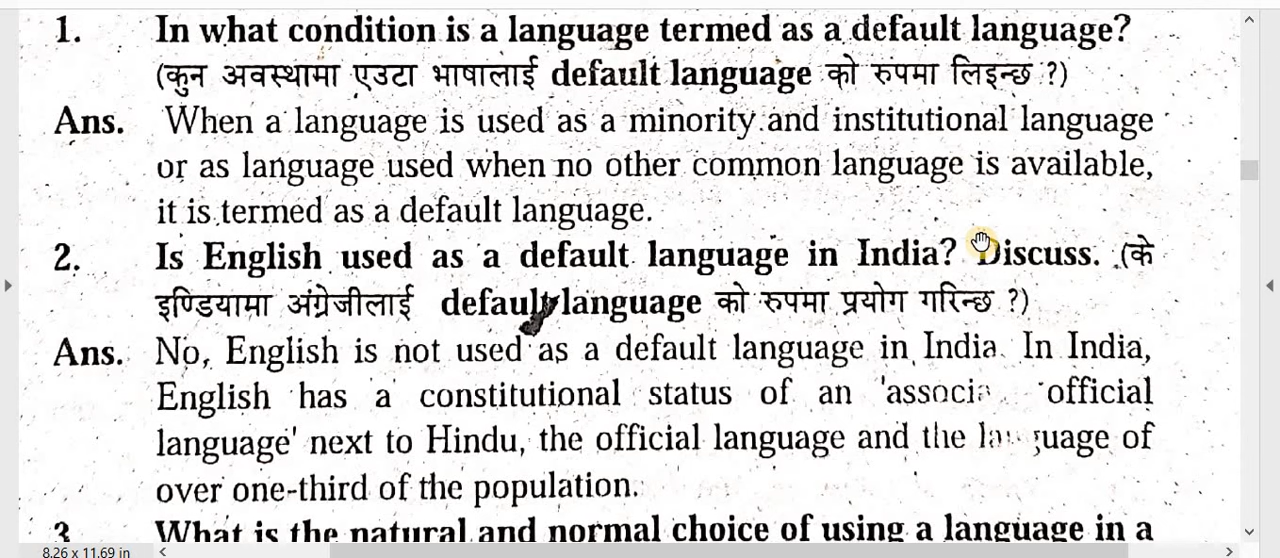 1. In what condition is a language termed as a default language?
(कुन अवस्थामा एउटा भाषालाई default language को रुपमा लिइन्छ ?)
Ans. When a language is used as a minority and institutional language
or as language used when no other common language is available,
it is termed as a default language.
2. Is English used as a default language in India? Discuss. (के
इण्डियामा अंग्रेजीलाई default language को रुपमा प्रयोग गरिन्छ ?)
Ans. No, English is not used as a default language in India. In India,
English has a constitutional status of an official
language' next to Hindu, the official language and the language of
over one-third of the population.
3 What is the natural and normal choice of using a language in a
8.26 x 11.69 in